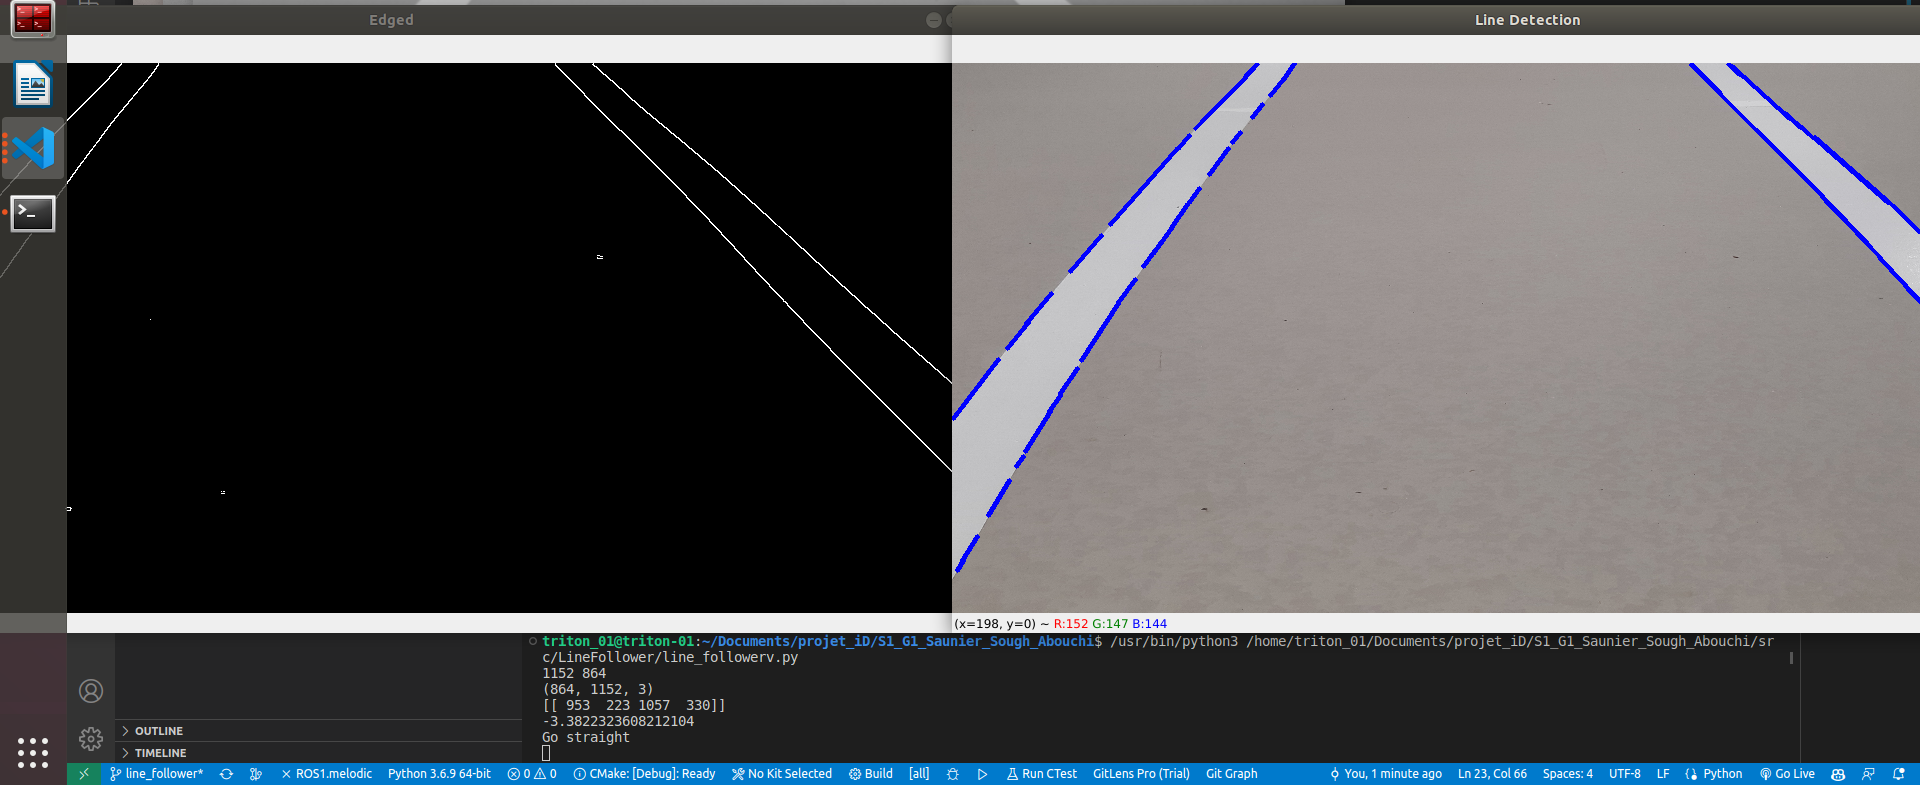 Edged
Line Detection
(x=198, y=0) ~ R:152 G:147 B:144
triton_01@triton-01:~/Documents/projet_iD/S1_G1_Saunier_Sough_Abouchi$ /usr/bin/python3 /home/triton_01/Documents/projet_iD/S1_G1_Saunier_Sough_Abouchi/sr
c/LineFollower/line_followerv.py
1152 864
(864, 1152, 3)
[[ 953  223 1057  330]]
-3.3822323608212104
Go straight
OUTLINE
TIMELINE
line_follower* ROS1.melodic Python 3.6.9 64-bit 0 0 CMake: [Debug]: Ready No Kit Selected Build [all] Run CTest GitLens Pro (Trial) Git Graph You, 1 minute ago Ln 23, Col 66 Spaces: 4 UTF-8 LF Python Go Live